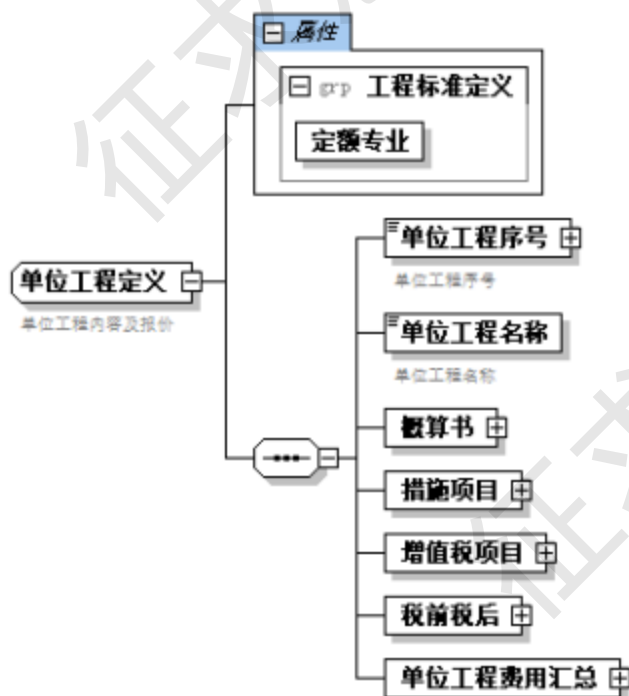 属性
grp 工程标准定义
定额专业
单位工程定义
单位工程内容及报价
单位工程序号
单位工程序号
单位工程名称
单位工程名称
概算书
措施项目
增值税项目
税前税后
单位工程费用汇总
征求
征求